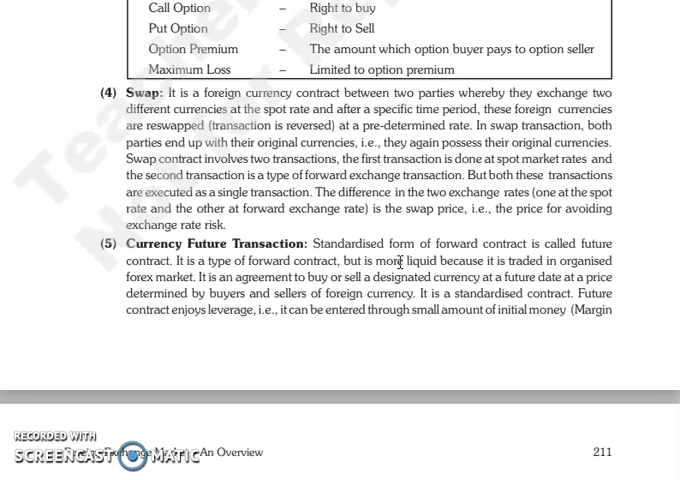 Call Option – Right to buy
Put Option – Right to Sell
Option Premium – The amount which option buyer pays to option seller
Maximum Loss – Limited to option premium
(4) Swap: It is a foreign currency contract between two parties whereby they exchange two
different currencies at the spot rate and after a specific time period, these foreign currencies
are reswapped (transaction is reversed) at a pre-determined rate. In swap transaction, both
parties end up with their original currencies, i.e., they again possess their original currencies.
Swap contract involves two transactions, the first transaction is done at spot market rates and
the second transaction is a type of forward exchange transaction. But both these transactions
are executed as a single transaction. The difference in the two exchange rates (one at the spot
rate and the other at forward exchange rate) is the swap price, i.e., the price for avoiding
exchange rate risk.
(5) Currency Future Transaction: Standardised form of forward contract is called future
contract. It is a type of forward contract, but is more liquid because it is traded in organised
forex market. It is an agreement to buy or sell a designated currency at a future date at a price
determined by buyers and sellers of foreign currency. It is a standardised contract. Future
contract enjoys leverage, i.e., it can be entered through small amount of initial money (Margin
RECORDED WITH
SCREENCAST MATIC
An Overview 211